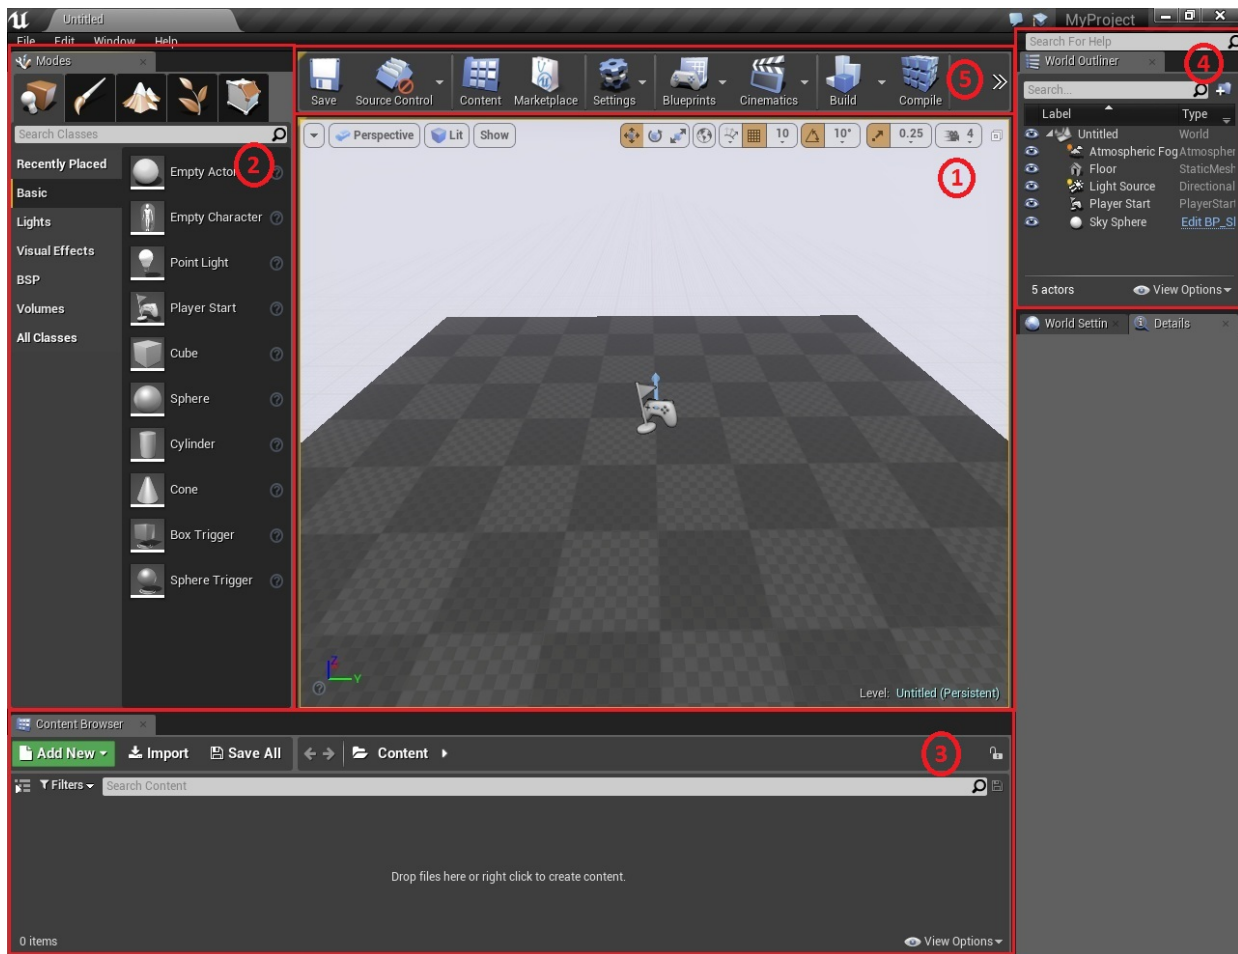 Untitled
MyProject
File Edit Window Help
Modes
Search Classes
Recently Placed
Basic
Lights
Visual Effects
BSP
Volumes
All Classes
Empty Actor
Empty Character
Point Light
Player Start
Cube
Sphere
Cylinder
Cone
Box Trigger
Sphere Trigger
2
Save Source Control Content Marketplace Settings Blueprints Cinematics Build Compile
5
Perspective Lit Show 10 10° 0.25 4
1
Level: Untitled (Persistent)
Z
Y
Search For Help
World Outliner
4
Search...
Label Type
Untitled World
Atmospheric Fog Atmospher
Floor StaticMesh
Light Source Directional
Player Start PlayerStart
Sky Sphere Edit BP_Sk
5 actors View Options
World Settin Details
Content Browser
Add New Import Save All Content
3
Filters Search Content
Drop files here or right click to create content.
0 items View Options